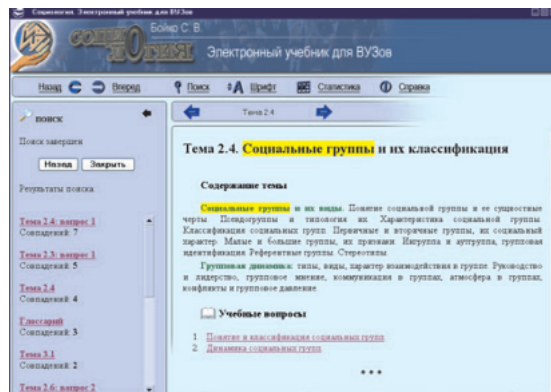 Социология. Электронный учебник для ВУЗов
Бойко С. В.
СОЦИОЛОГИЯ
Электронный учебник для ВУЗов
Назад Вперед Поиск Шрифт Статистика Справка
поиск
Тема 2.4
Поиск завершен
Назад Закрыть
Результаты поиска
Тема 2.4: вопрос 1
Совпадений: 7
Тема 2.3: вопрос 1
Совпадений: 5
Тема 2.4
Совпадений: 4
Глоссарий
Совпадений: 3
Тема 3.1
Совпадений: 2
Тема 2.6: вопрос 2
Тема 2.4. Социальные группы и их классификация
Содержание темы
Социальные группы и их виды. Понятие социальной группы и ее сущностные
черты. Псевдогруппы и типология их. Характеристика социальной группы.
Классификация социальных групп. Первичные и вторичные группы, их социальный
характер. Малые и большие группы, их признаки. Ингруппа и аутгруппа, групповая
идентификация. Референтные группы. Стереотипы.
Групповая динамика: типы, виды, характер взаимодействия в группе. Руководство
и лидерство, групповое мнение, коммуникация в группах, атмосфера в группах,
конфликты и групповое давление.
Учебные вопросы
1 Понятие и классификация социальных групп.
2 Динамика социальных групп.